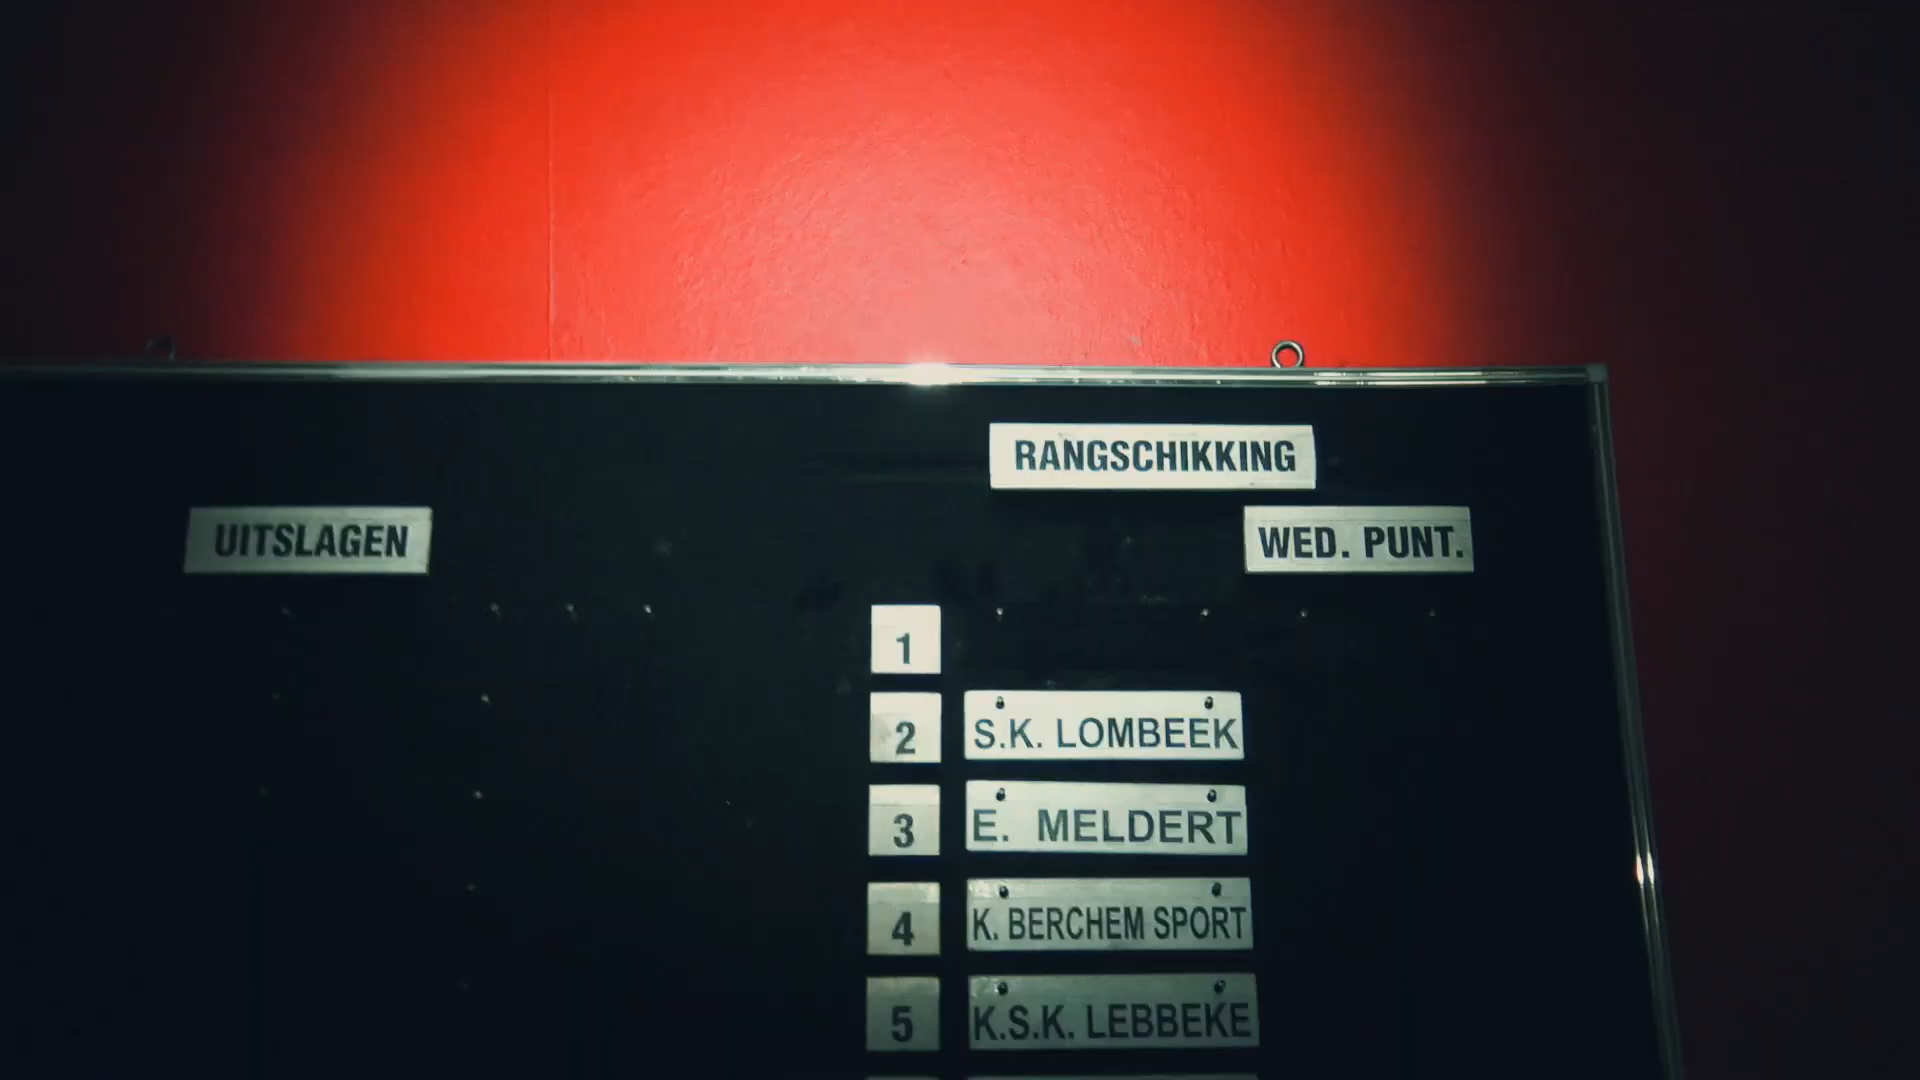 RANGSCHIKKING
UITSLAGEN
WED. PUNT.
1
2 S.K. LOMBEEK
3 E. MELDERT
4 K. BERCHEM SPORT
5 K.S.K. LEBBEKE